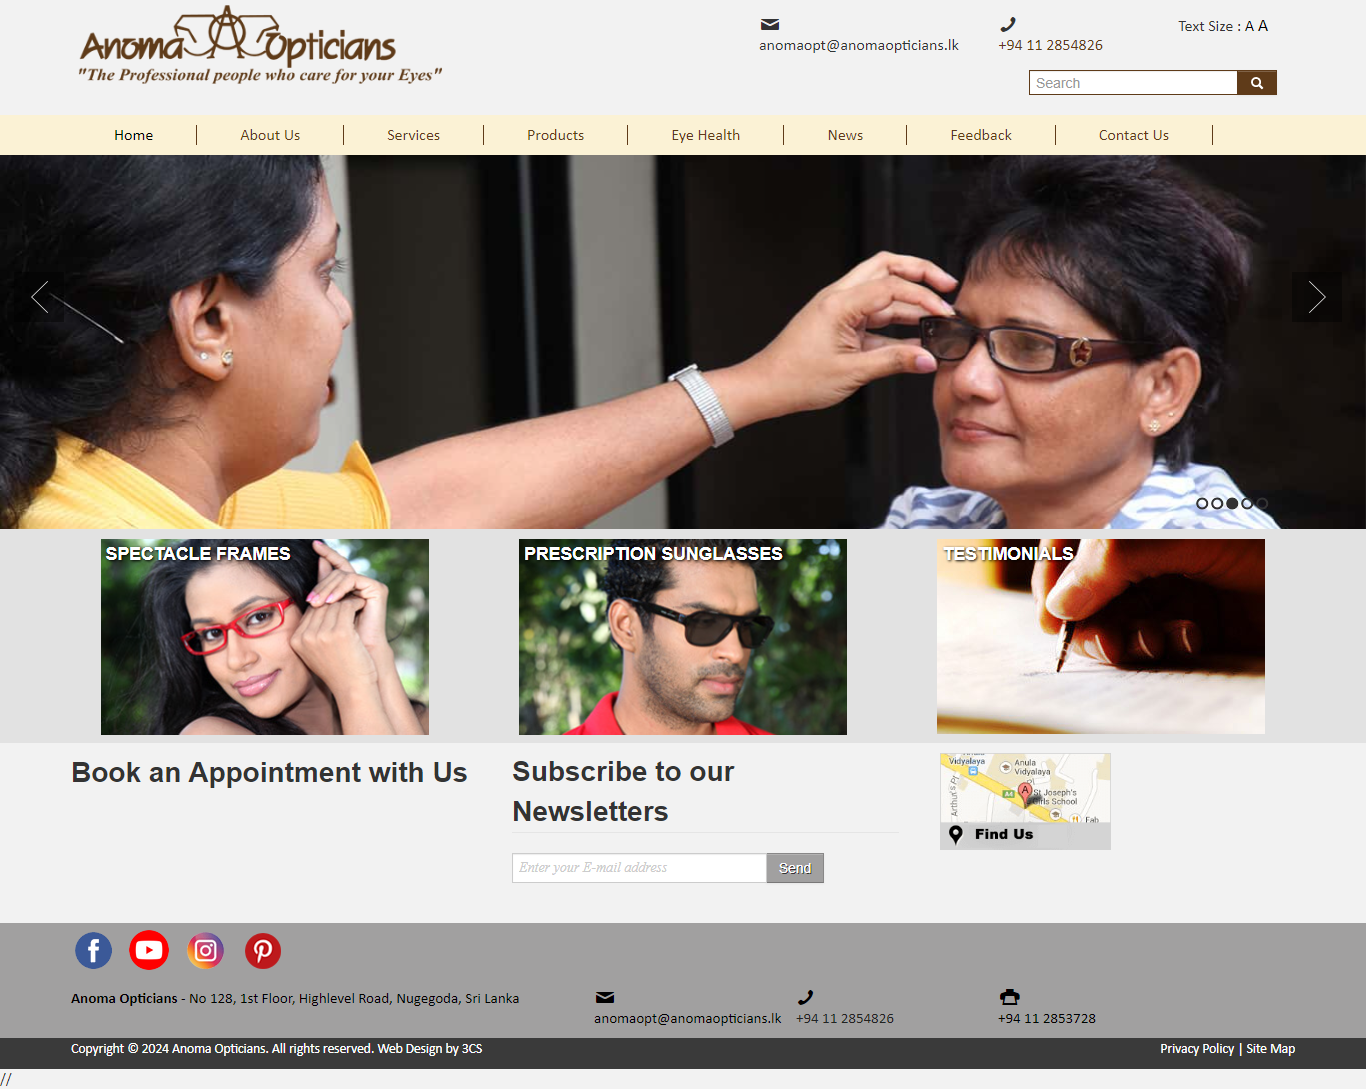 Anoma Opticians
"The Professional people who care for your Eyes"
anomaopt@anomaopticians.lk
+94 11 2854826
Text Size : A A
Search
Home
About Us
Services
Products
Eye Health
News
Feedback
Contact Us
SPECTACLE FRAMES
PRESCRIPTION SUNGLASSES
TESTIMONIALS
Book an Appointment with Us
Subscribe to our
Newsletters
Enter your E-mail address
Send
Vidyalaya
Anula
Vidyalaya
A
A4
St Joseph's
Girls School
Fab
Find Us
Anoma Opticians - No 128, 1st Floor, Highlevel Road, Nugegoda, Sri Lanka
anomaopt@anomaopticians.lk
+94 11 2854826
+94 11 2853728
Copyright © 2024 Anoma Opticians. All rights reserved. Web Design by 3CS
Privacy Policy | Site Map
//